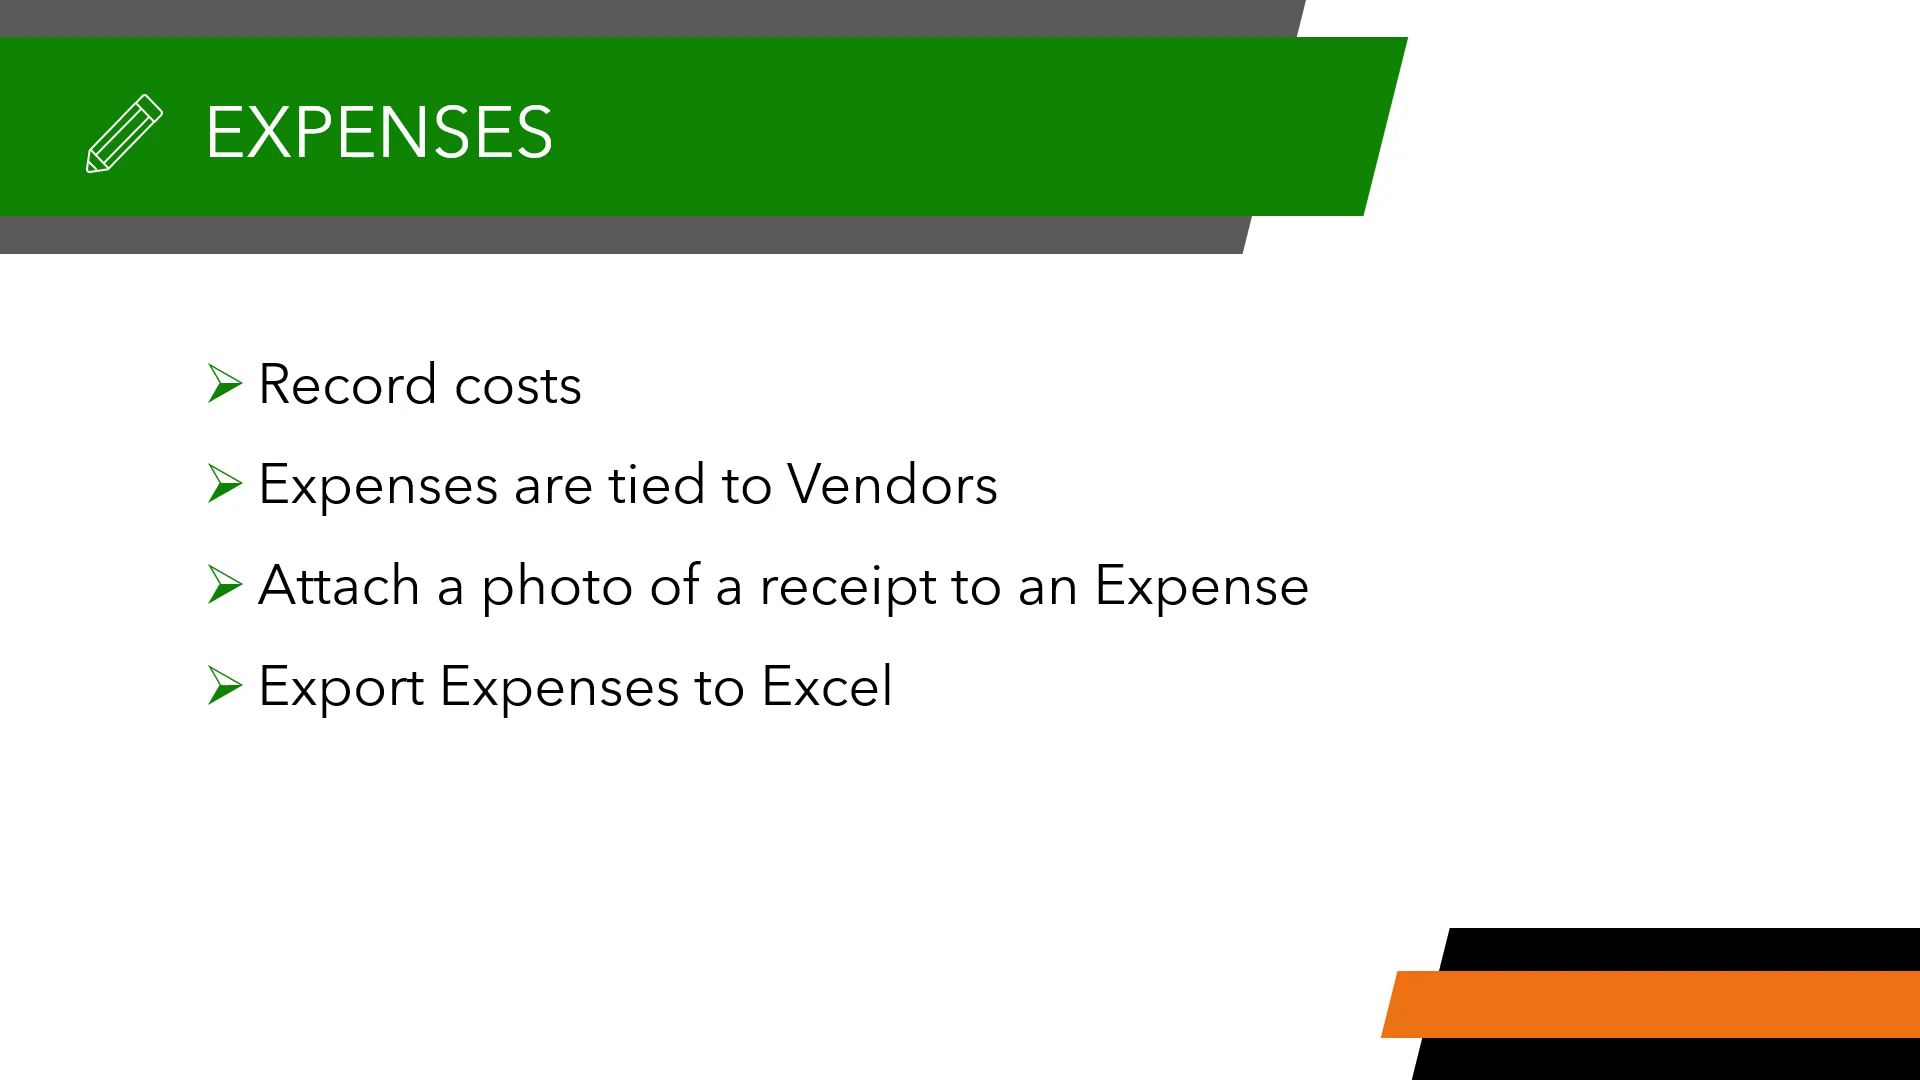 EXPENSES
Record costs
Expenses are tied to Vendors
Attach a photo of a receipt to an Expense
Export Expenses to Excel